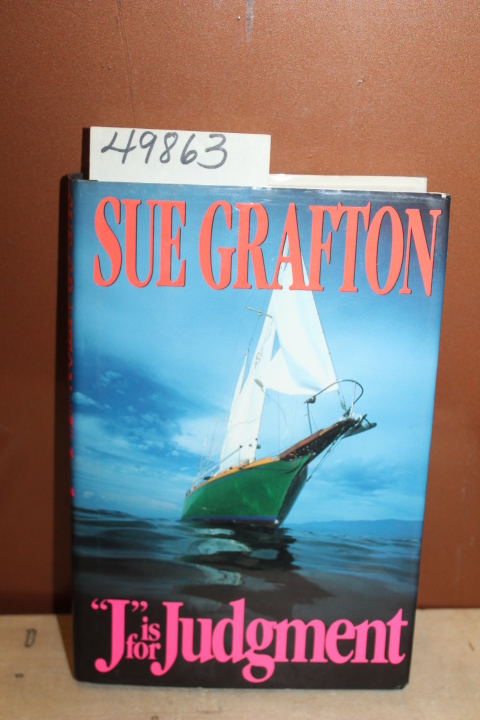 49863
SUE GRAFTON
"J" is for Judgment